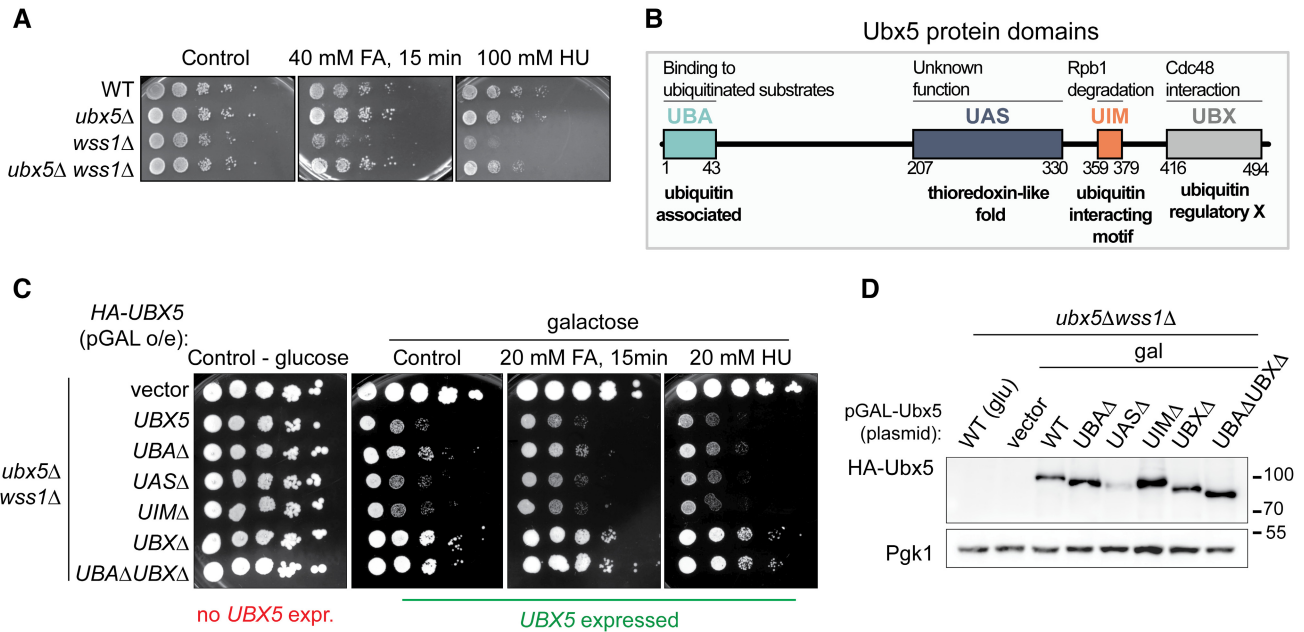 A
Control
40 mM FA, 15 min
100 mM HU
WT
ubx5Δ
wss1Δ
ubx5Δ wss1Δ
B
Ubx5 protein domains
Binding to
ubiquitinated substrates
Unknown
function
Rpb1
degradation
Cdc48
interaction
UBA
UAS
UIM
UBX
1
43
207
330
359
379
416
494
ubiquitin
associated
thioredoxin-like
fold
ubiquitin
interacting
motif
ubiquitin
regulatory X
C
HA-UBX5
(pGAL o/e):
galactose
Control - glucose
Control
20 mM FA, 15min
20 mM HU
ubx5Δ
wss1Δ
vector
UBX5
UBAΔ
UASΔ
UIMΔ
UBXΔ
UBAΔUBXΔ
no UBX5 expr.
UBX5 expressed
D
ubx5Δwss1Δ
gal
pGAL-Ubx5
(plasmid):
WT (glu)
vector
WT
UBAΔ
UASΔ
UIMΔ
UBXΔ
UBAΔUBXΔ
HA-Ubx5
100
70
55
Pgk1